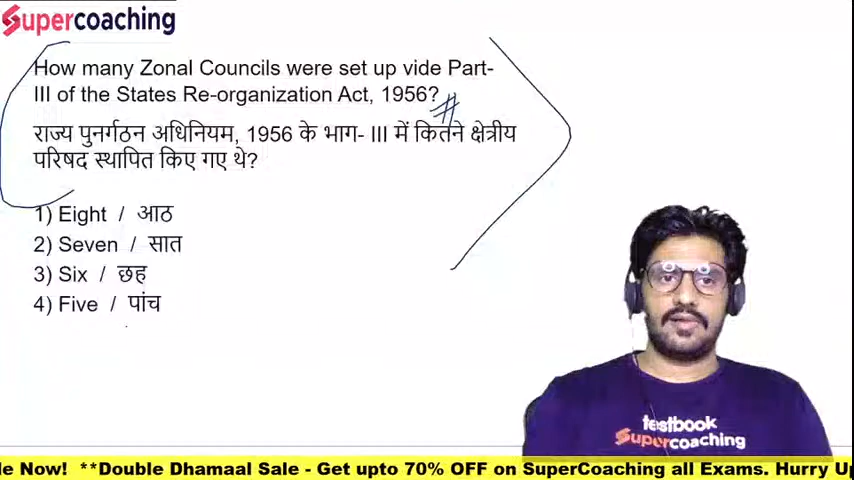 Supercoaching
How many Zonal Councils were set up vide Part-
III of the States Re-organization Act, 1956?
राज्य पुनर्गठन अधिनियम, 1956 के भाग- III में कितने क्षेत्रीय
परिषद स्थापित किए गए थे?
1) Eight / आठ
2) Seven / सात
3) Six / छह
4) Five / पांच
testbook
Supercoaching
le Now! **Double Dhamaal Sale - Get upto 70% OFF on SuperCoaching all Exams. Hurry Up